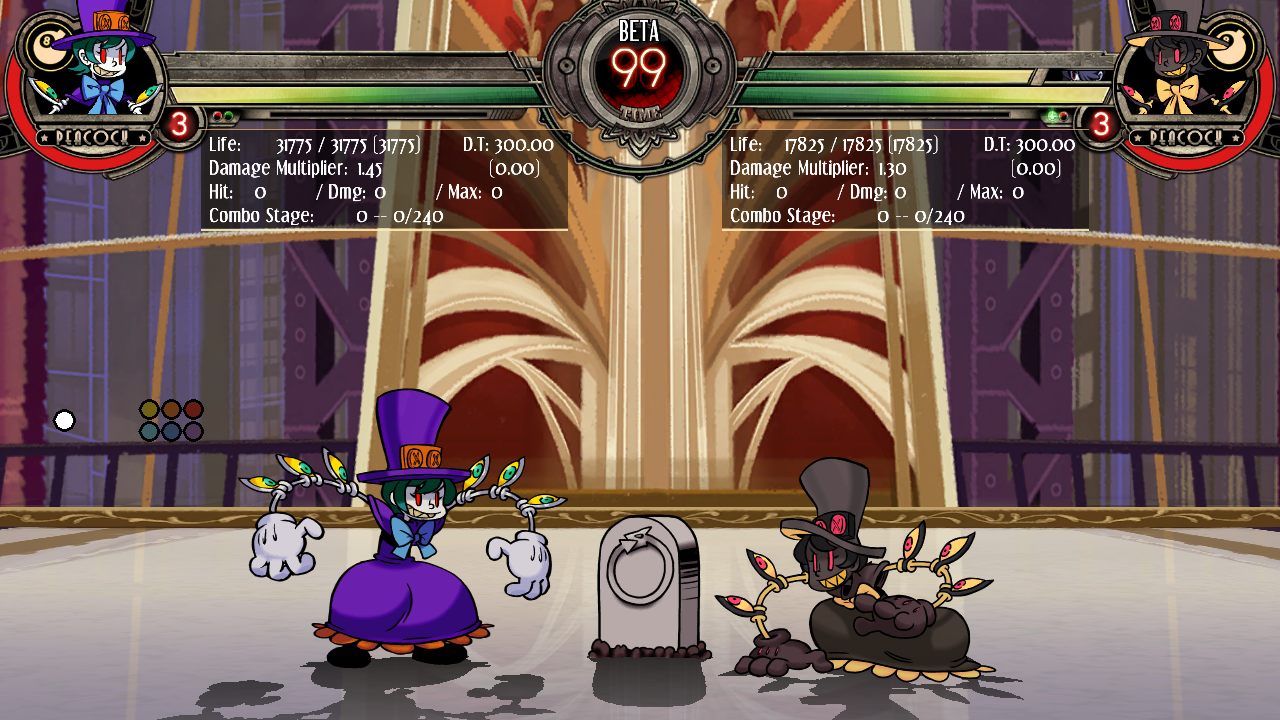 BETA
99
TIME
8
PEACOCK
3
3
PEACOCK
Life: 31775 / 31775 [31775] D.T: 300.00
Damage Multiplier: 1.45 (0.00)
Hit: 0 / Dmg: 0 / Max: 0
Combo Stage: 0 -- 0/240
Life: 17825 / 17825 [17825] D.T: 300.00
Damage Multiplier: 1.30 (0.00)
Hit: 0 / Dmg: 0 / Max: 0
Combo Stage: 0 -- 0/240